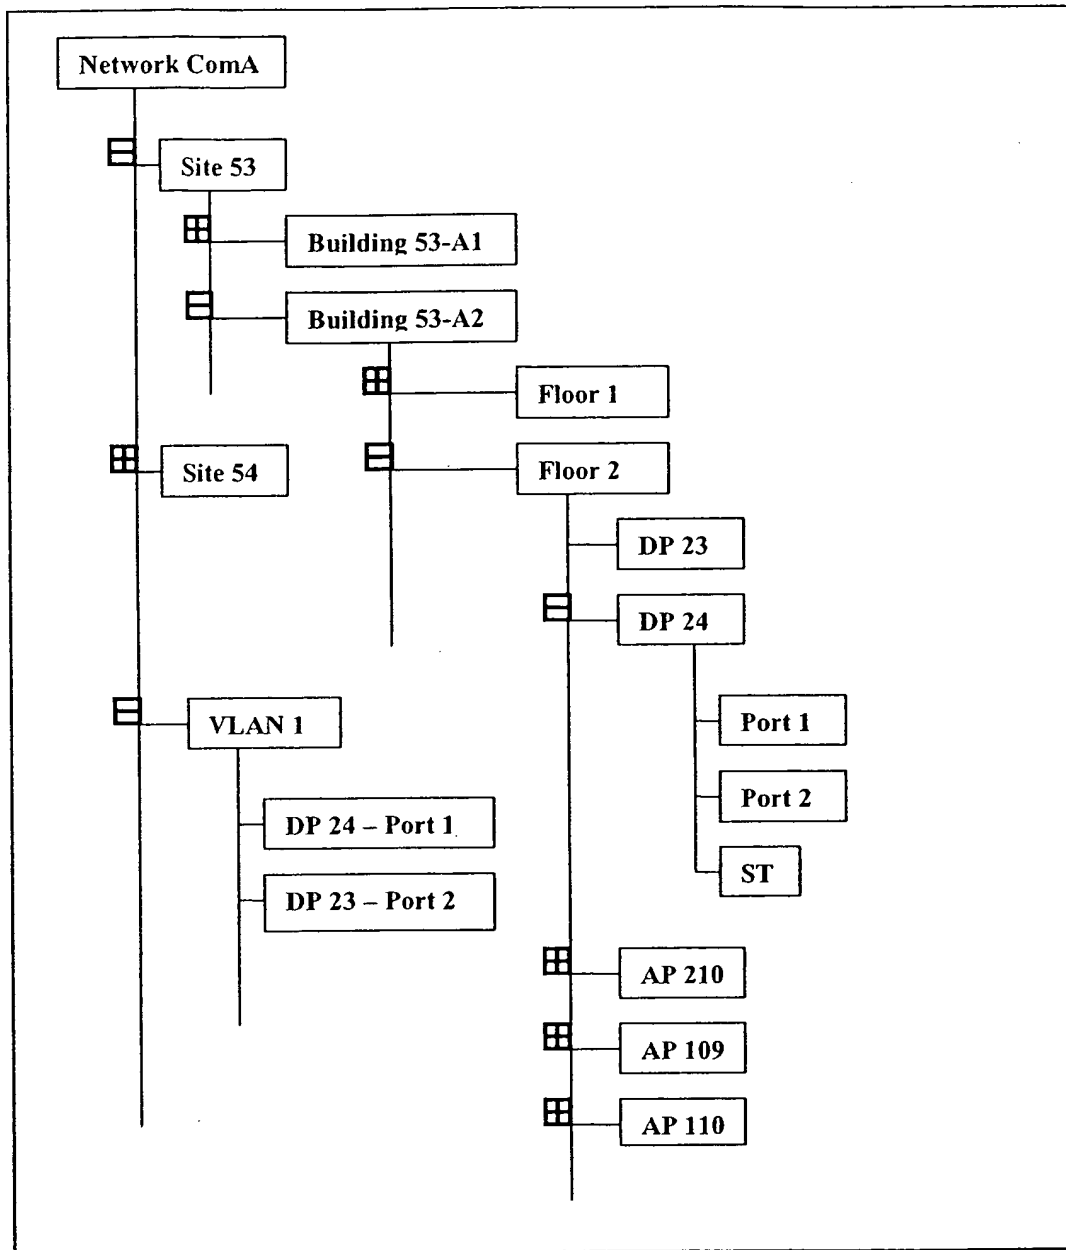 Network ComA
Site 53
Building 53-A1
Building 53-A2
Floor 1
Floor 2
Site 54
DP 23
DP 24
Port 1
Port 2
ST
VLAN 1
DP 24 – Port 1
DP 23 – Port 2
AP 210
AP 109
AP 110